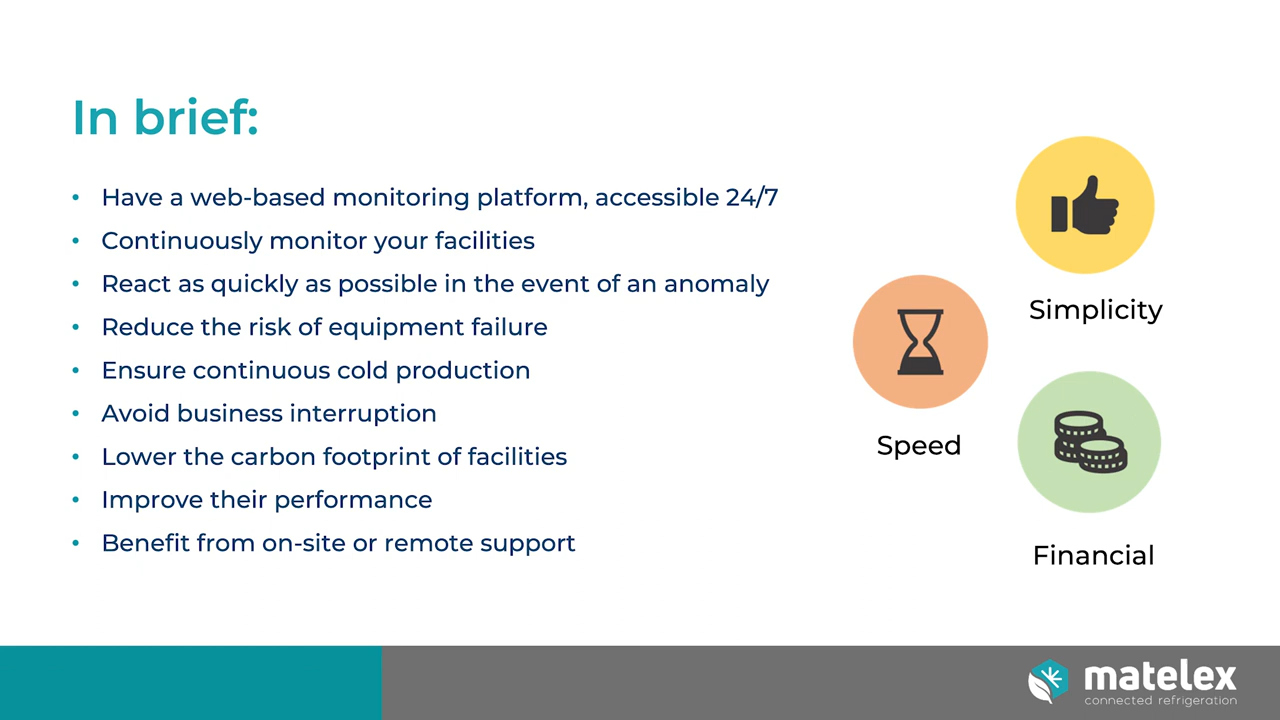 In brief:
• Have a web-based monitoring platform, accessible 24/7
• Continuously monitor your facilities
• React as quickly as possible in the event of an anomaly
• Reduce the risk of equipment failure
• Ensure continuous cold production
• Avoid business interruption
• Lower the carbon footprint of facilities
• Improve their performance
• Benefit from on-site or remote support
Simplicity
Speed
Financial
matelex
connected refrigeration